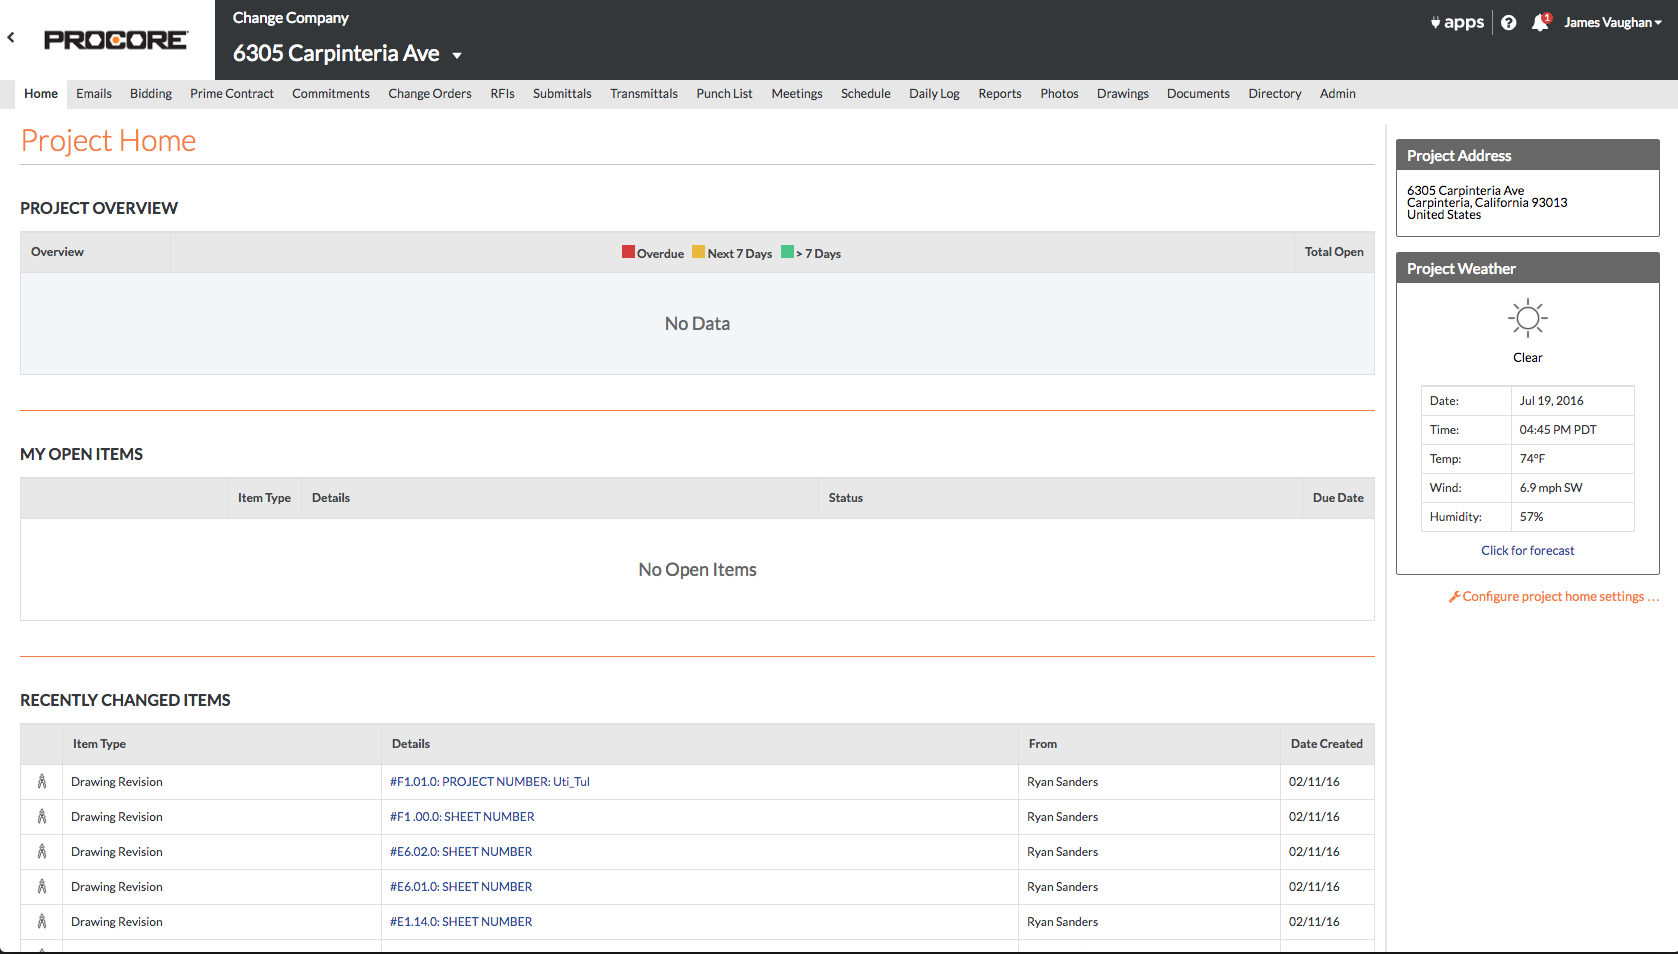 PROCORE
Change Company
6305 Carpinteria Ave
apps
?
1
James Vaughan
Home Emails Bidding Prime Contract Commitments Change Orders RFIs Submittals Transmittals Punch List Meetings Schedule Daily Log Reports Photos Drawings Documents Directory Admin
Project Home
PROJECT OVERVIEW
Overview Overdue Next 7 Days > 7 Days Total Open
No Data
MY OPEN ITEMS
Item Type Details Status Due Date
No Open Items
RECENTLY CHANGED ITEMS
Item Type Details From Date Created
Drawing Revision #F1.01.0: PROJECT NUMBER: Uti_Tul Ryan Sanders 02/11/16
Drawing Revision #F1 .00.0: SHEET NUMBER Ryan Sanders 02/11/16
Drawing Revision #E6.02.0: SHEET NUMBER Ryan Sanders 02/11/16
Drawing Revision #E6.01.0: SHEET NUMBER Ryan Sanders 02/11/16
Drawing Revision #E1.14.0: SHEET NUMBER Ryan Sanders 02/11/16
Project Address
6305 Carpinteria Ave
Carpinteria, California 93013
United States
Project Weather
Clear
Date: Jul 19, 2016
Time: 04:45 PM PDT
Temp: 74°F
Wind: 6.9 mph SW
Humidity: 57%
Click for forecast
Configure project home settings ...